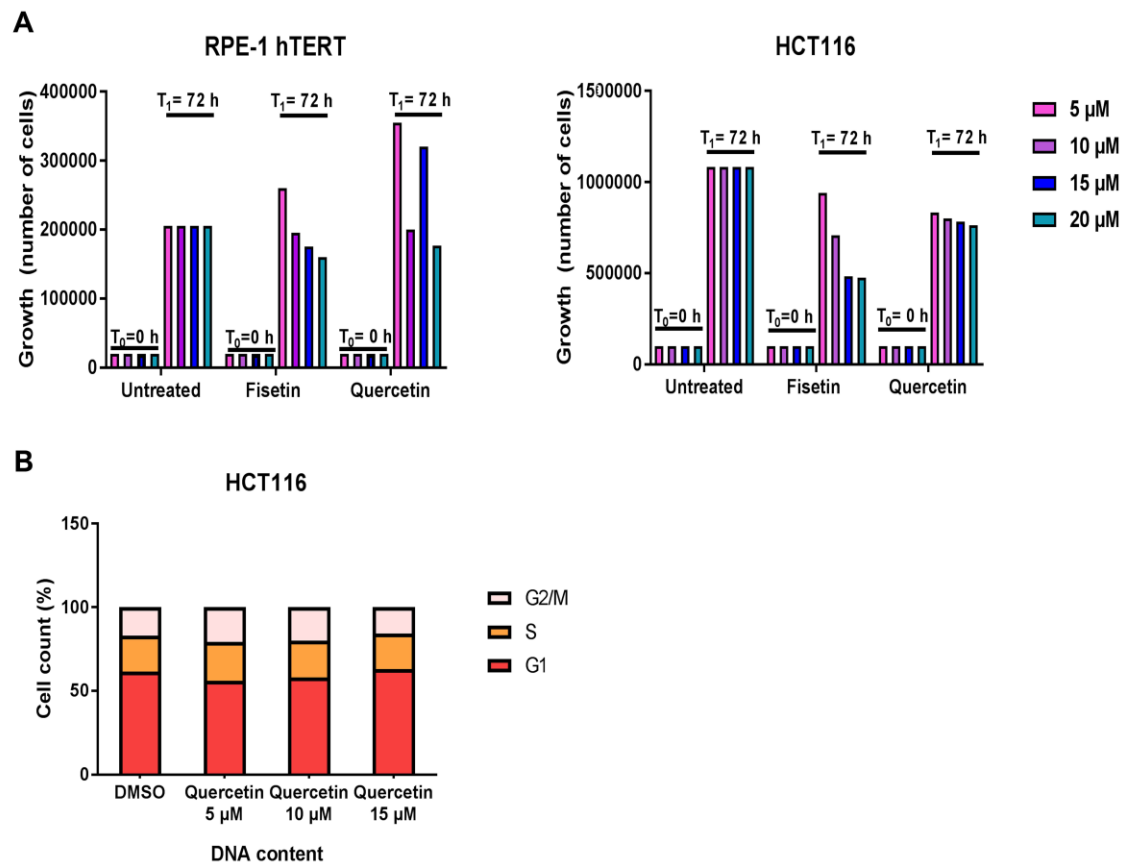 A
RPE-1 hTERT
Growth (number of cells)
400000
300000
200000
100000
0
T₁= 72 h
T₁= 72 h
T₁= 72 h
T₀=0 h
T₀=0 h
T₀= 0 h
Untreated
Fisetin
Quercetin
HCT116
Growth (number of cells)
1500000
1000000
500000
0
T₁= 72 h
T₁= 72 h
T₁= 72 h
T₀=0 h
T₀=0 h
T₀= 0 h
Untreated
Fisetin
Quercetin
5 µM
10 µM
15 µM
20 µM
B
HCT116
Cell count (%)
150
100
50
0
DMSO
Quercetin
5 µM
Quercetin
10 µM
Quercetin
15 µM
DNA content
G2/M
S
G1